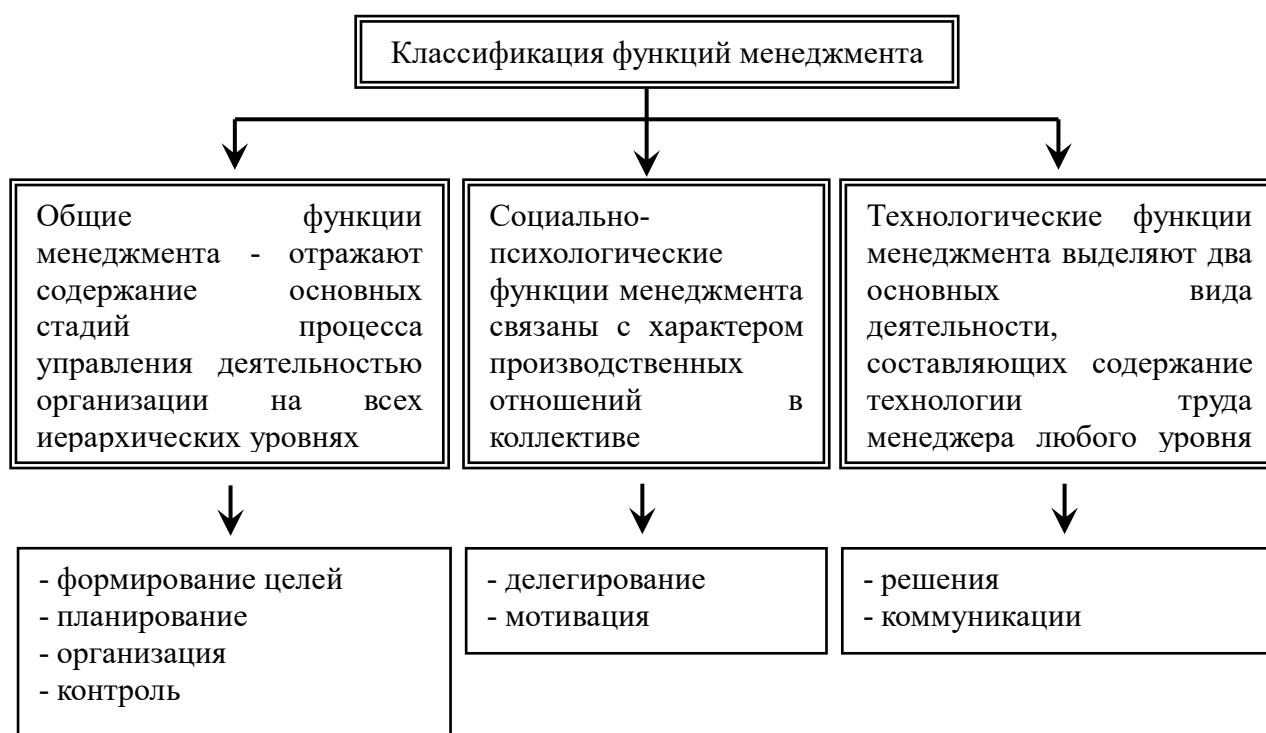 Классификация функций менеджмента
Общие функции
менеджмента - отражают
содержание основных
стадий процесса
управления деятельностью
организации на всех
иерархических уровнях
Социально-
психологические
функции менеджмента
связаны с характером
производственных
отношений в
коллективе
Технологические функции
менеджмента выделяют два
основных вида
деятельности,
составляющих содержание
технологии труда
менеджера любого уровня
- формирование целей
- планирование
- организация
- контроль
- делегирование
- мотивация
- решения
- коммуникации